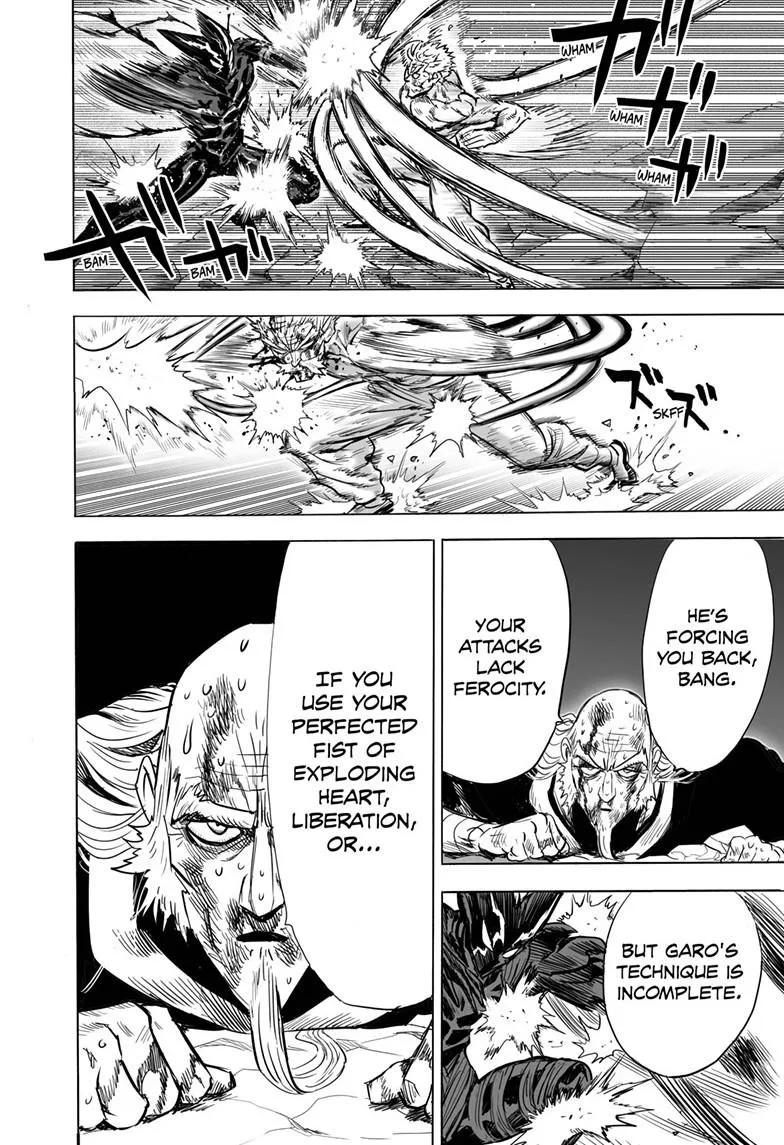 ガ
WHAM
ガ
WHAM
ガ
WHAM
ガ
BAM
ガ
BAM
ズ
ズ
SKFF
HE'S
FORCING
YOU BACK,
BANG.
YOUR
ATTACKS
LACK
FEROCITY.
BUT GARO'S
TECHNIQUE IS
INCOMPLETE.
IF YOU
USE YOUR
PERFECTED
FIST OF
EXPLODING
HEART,
LIBERATION,
OR...